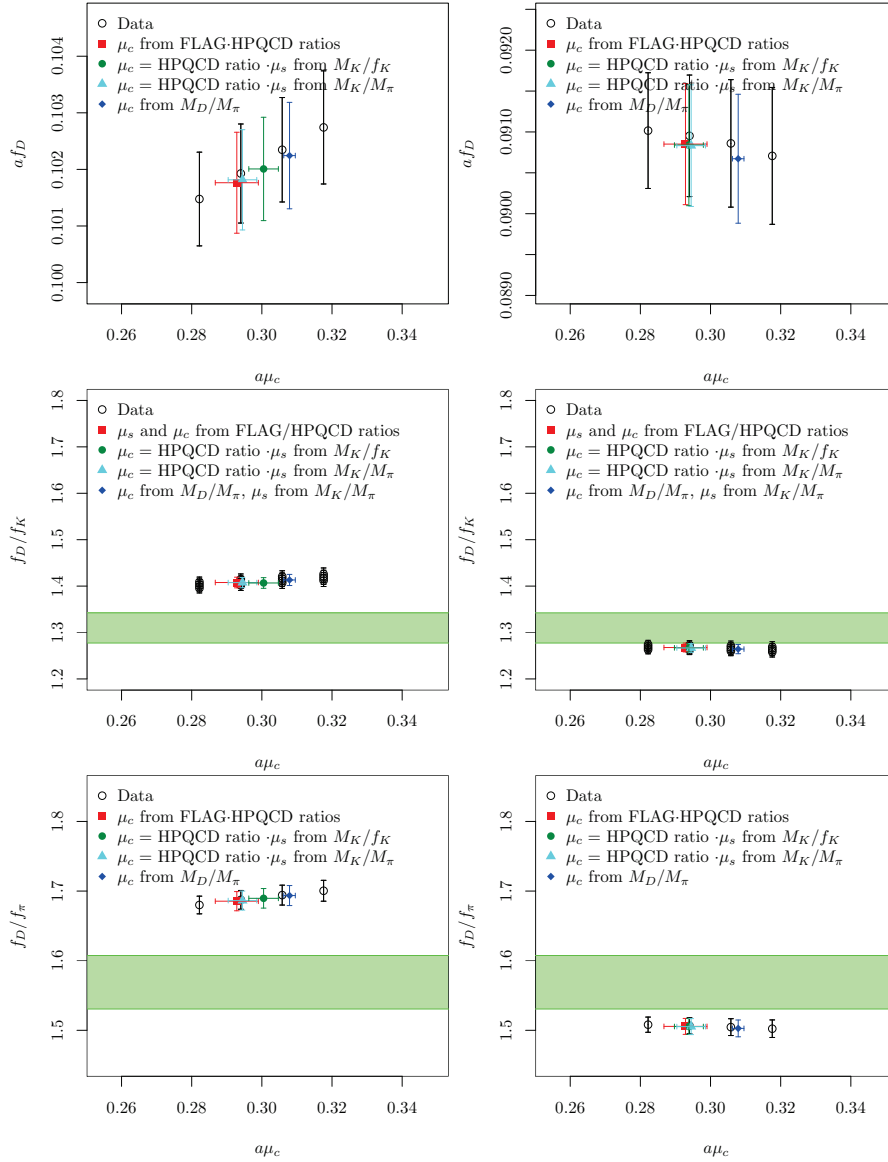 Data
μc from FLAG·HPQCD ratios
μc = HPQCD ratio ·μs from MK/fK
μc = HPQCD ratio ·μs from MK/Mπ
μc from MD/Mπ
afD
0.104
0.103
0.102
0.101
0.100
0.26 0.28 0.30 0.32 0.34
aμc
Data
μc from FLAG·HPQCD ratios
μc = HPQCD ratio ·μs from MK/fK
μc = HPQCD ratio ·μs from MK/Mπ
μc from MD/Mπ
afD
0.0920
0.0910
0.0900
0.0890
0.26 0.28 0.30 0.32 0.34
aμc
Data
μs and μc from FLAG/HPQCD ratios
μc = HPQCD ratio ·μs from MK/fK
μc = HPQCD ratio ·μs from MK/Mπ
μc from MD/Mπ, μs from MK/Mπ
fD/fK
1.8
1.7
1.6
1.5
1.4
1.3
1.2
0.26 0.28 0.30 0.32 0.34
aμc
Data
μs and μc from FLAG/HPQCD ratios
μc = HPQCD ratio ·μs from MK/fK
μc = HPQCD ratio ·μs from MK/Mπ
μc from MD/Mπ, μs from MK/Mπ
fD/fK
1.8
1.7
1.6
1.5
1.4
1.3
1.2
0.26 0.28 0.30 0.32 0.34
aμc
Data
μc from FLAG·HPQCD ratios
μc = HPQCD ratio ·μs from MK/fK
μc = HPQCD ratio ·μs from MK/Mπ
μc from MD/Mπ
fD/fπ
1.8
1.7
1.6
1.5
0.26 0.28 0.30 0.32 0.34
aμc
Data
μc from FLAG·HPQCD ratios
μc = HPQCD ratio ·μs from MK/fK
μc = HPQCD ratio ·μs from MK/Mπ
μc from MD/Mπ
fD/fπ
1.8
1.7
1.6
1.5
0.26 0.28 0.30 0.32 0.34
aμc